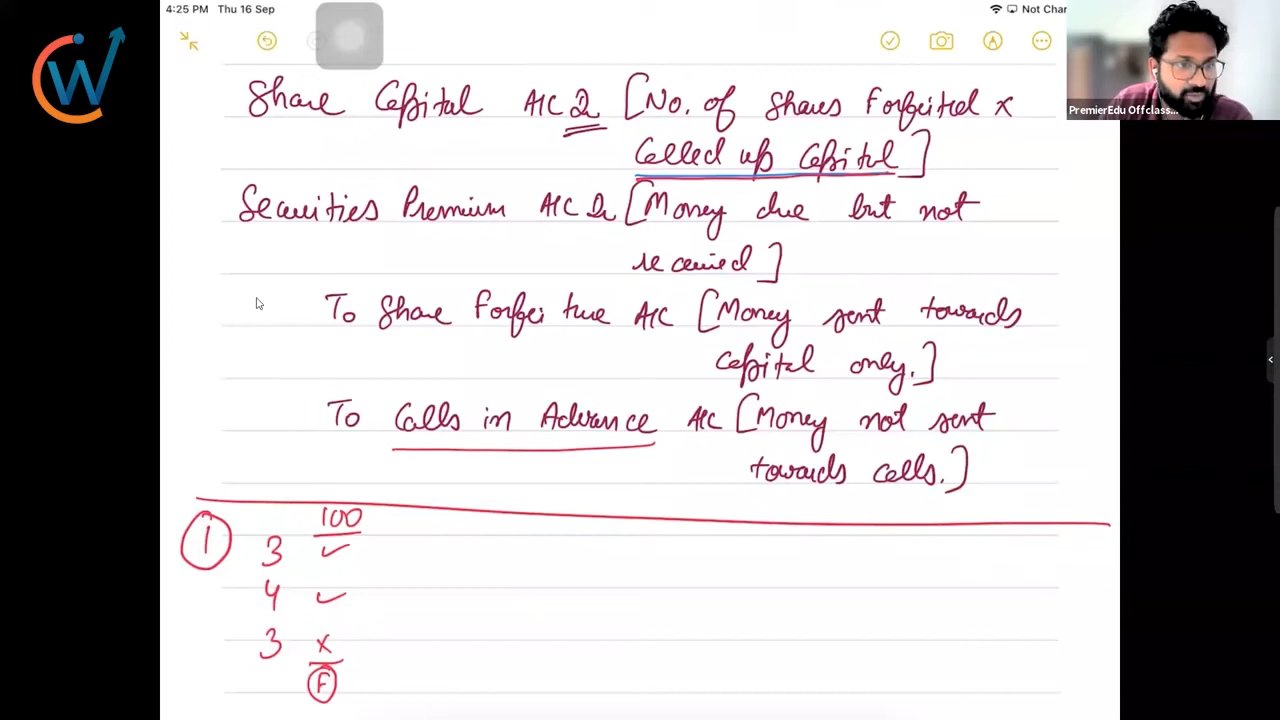 4:25 PM Thu 16 Sep
Not Char
W
PremierEdu Offclass...
Share Capital A/C Dr [No. of Shares Forfeited x
Called up Capital]
Securities Premium A/C Dr [Money due but not
received]
To Share Forfeiture A/C [Money sent towards
Capital only.]
To Calls in Advance A/C [Money not sent
towards calls.]
1
100
3 ✓
4 ✓
3 x
F